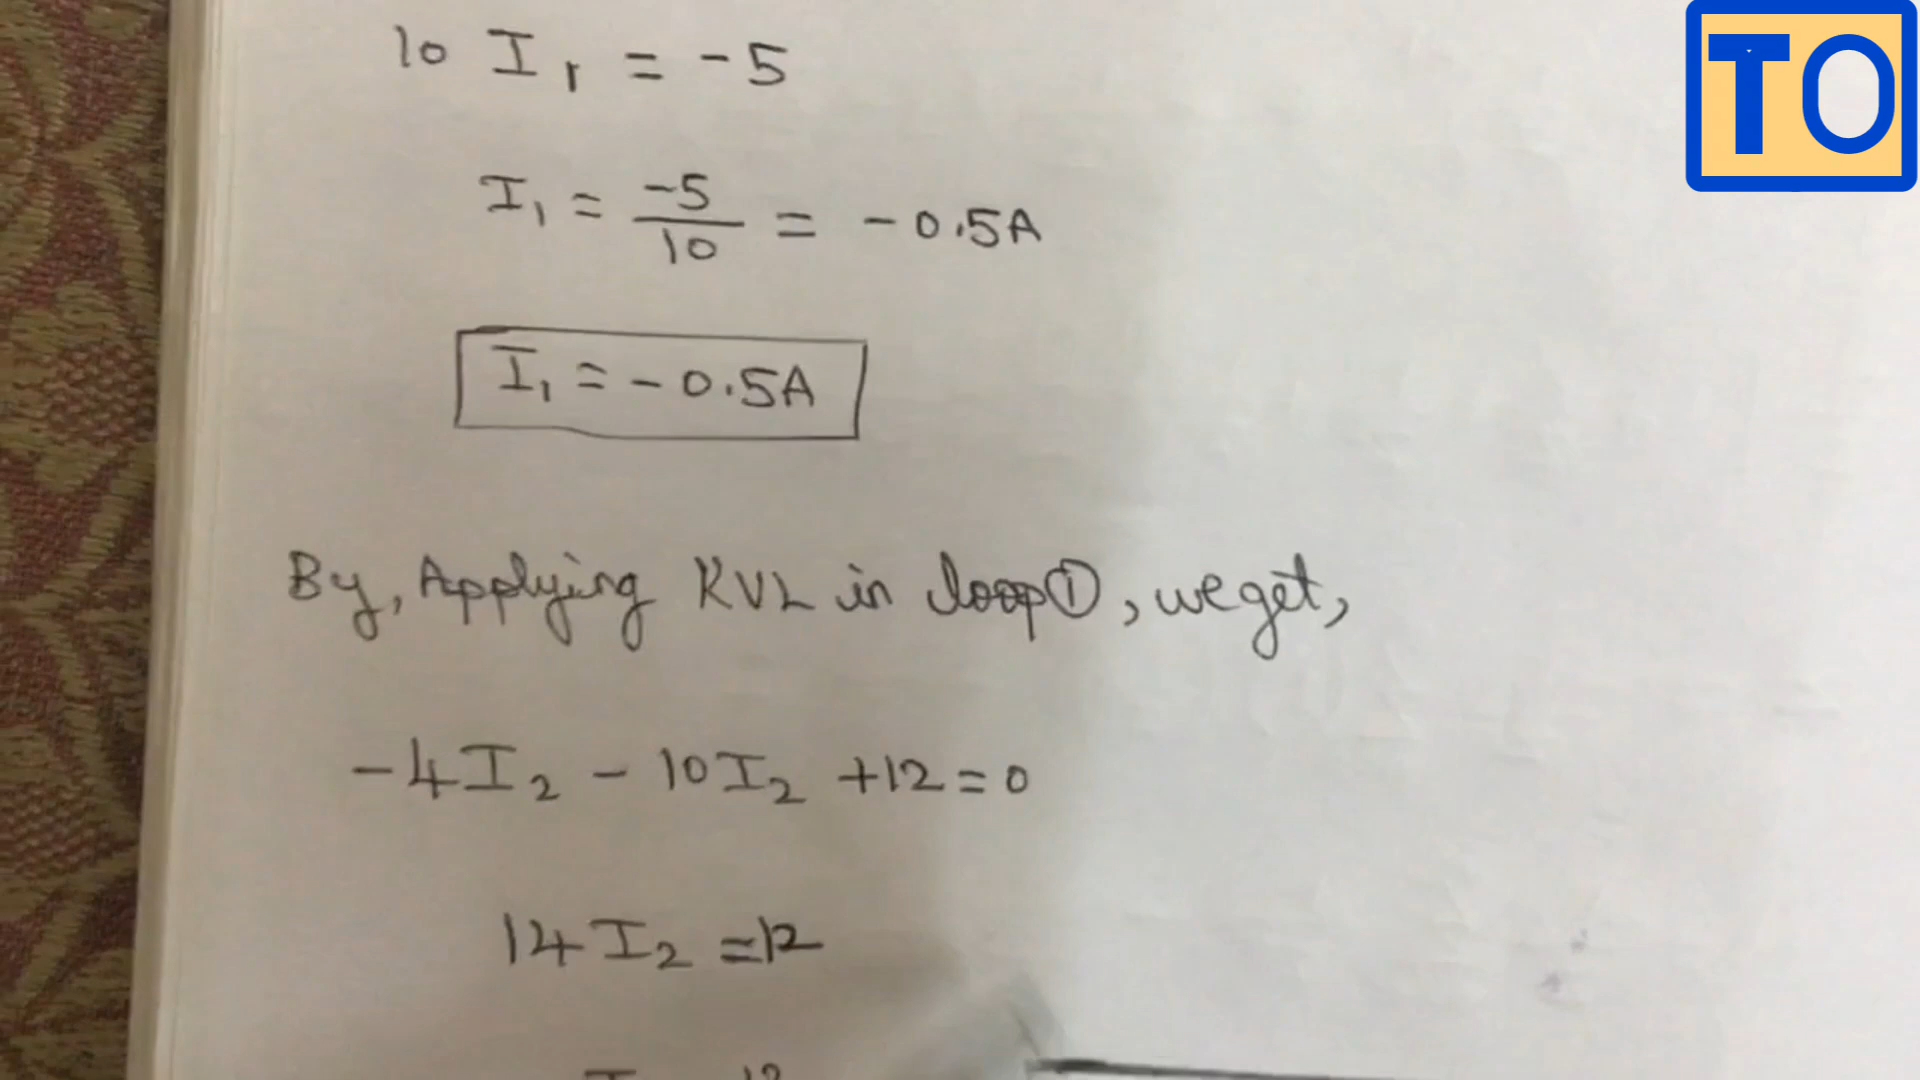 TO
10 I₁ = -5
I₁ = -5/10 = -0.5A
I₁ = -0.5A
By, Applying KVL in loop①, we get,
-4I₂ - 10I₂ +12=0
14I₂ =12